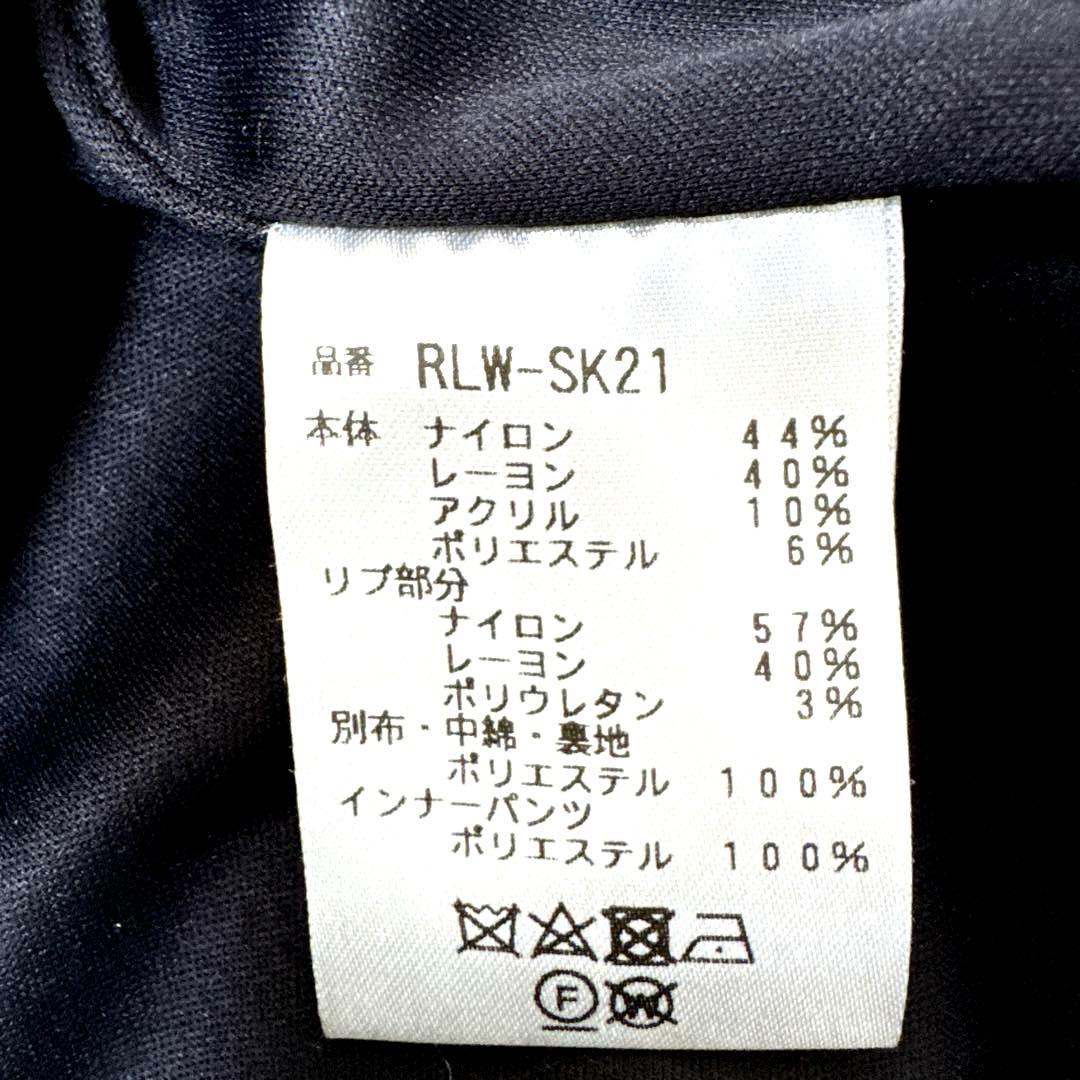 品番 RLW-SK21
本体 ナイロン 44%
レーヨン 40%
アクリル 10%
ポリエステル 6%
リブ部分
ナイロン 57%
レーヨン 40%
ポリウレタン 3%
別布・中綿・裏地
ポリエステル 100%
インナーパンツ
ポリエステル 100%
F W